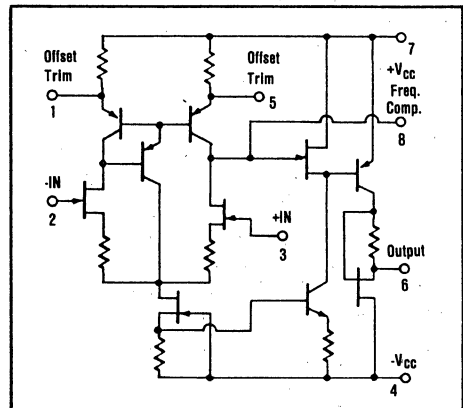 Offset
Trim
1
Offset
Trim
5
7
+Vcc
Freq.
Comp.
8
-IN
2
+IN
3
Output
6
-Vcc
4